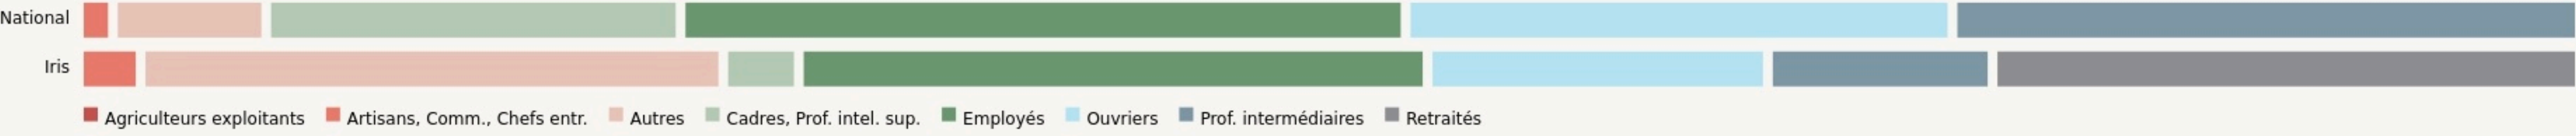 National
Iris
Agriculteurs exploitants Artisans, Comm., Chefs entr. Autres Cadres, Prof. intel. sup. Employés Ouvriers Prof. intermédiaires Retraités